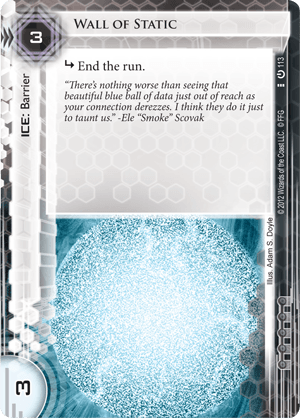 3
Wall of Static
ICE: Barrier
↳ End the run.
“There's nothing worse than seeing that
beautiful blue ball of data just out of reach as
your connection derezzes. I think they do it just
to taunt us.” -Ele “Smoke” Scovak
113
© 2012 Wizards of the Coast LLC. © FFG
Illus. Adam S. Doyle
3